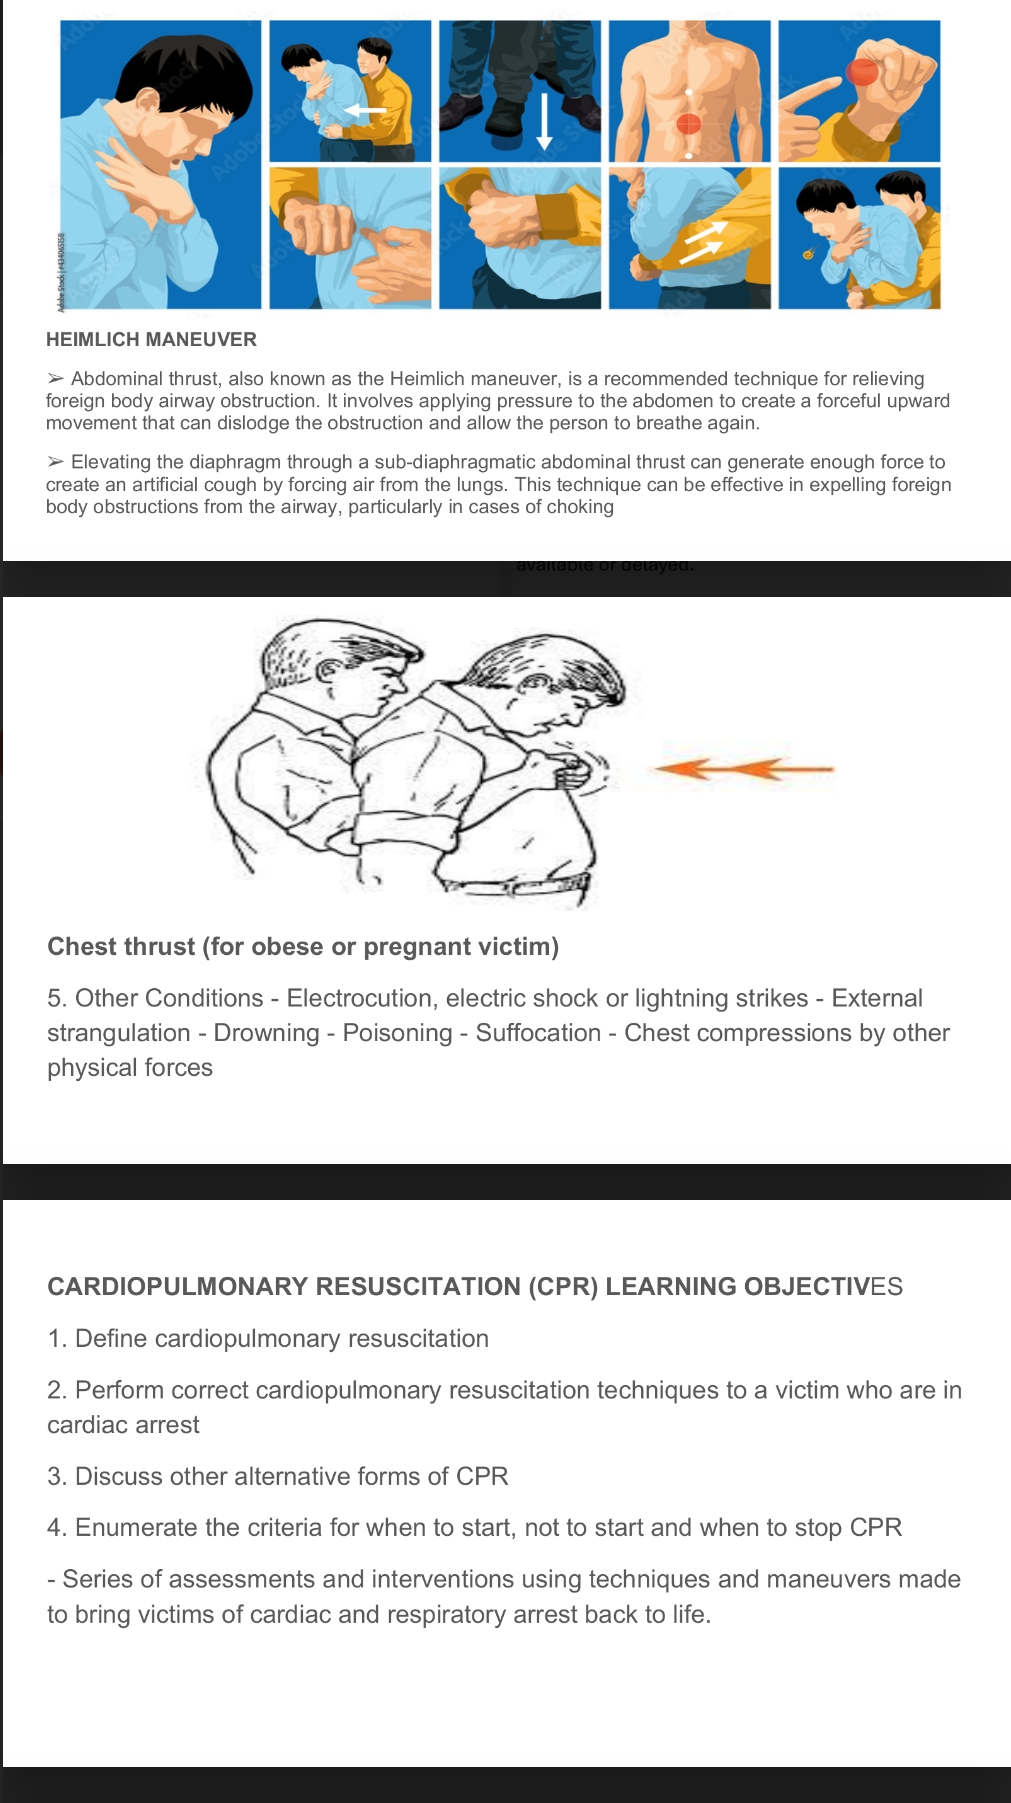 Adobe Stock | #434065158
HEIMLICH MANEUVER
➢ Abdominal thrust, also known as the Heimlich maneuver, is a recommended technique for relieving
foreign body airway obstruction. It involves applying pressure to the abdomen to create a forceful upward
movement that can dislodge the obstruction and allow the person to breathe again.
➢ Elevating the diaphragm through a sub-diaphragmatic abdominal thrust can generate enough force to
create an artificial cough by forcing air from the lungs. This technique can be effective in expelling foreign
body obstructions from the airway, particularly in cases of choking
available or delayed.
Chest thrust (for obese or pregnant victim)
5. Other Conditions - Electrocution, electric shock or lightning strikes - External
strangulation - Drowning - Poisoning - Suffocation - Chest compressions by other
physical forces
CARDIOPULMONARY RESUSCITATION (CPR) LEARNING OBJECTIVES
1. Define cardiopulmonary resuscitation
2. Perform correct cardiopulmonary resuscitation techniques to a victim who are in
cardiac arrest
3. Discuss other alternative forms of CPR
4. Enumerate the criteria for when to start, not to start and when to stop CPR
- Series of assessments and interventions using techniques and maneuvers made
to bring victims of cardiac and respiratory arrest back to life.